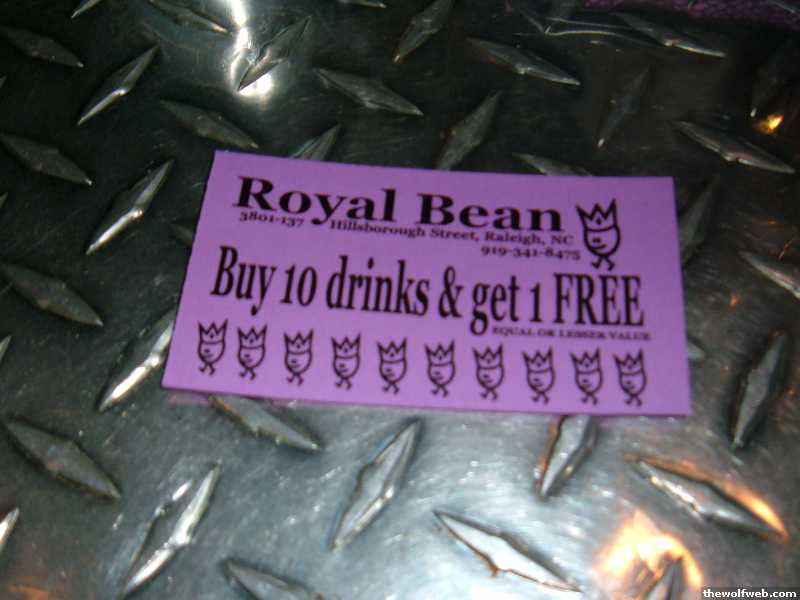 Royal Bean
3801-137 Hillsborough Street, Raleigh, NC
919-341-8475
Buy 10 drinks & get 1 FREE
EQUAL OR LESSER VALUE
thewolfweb.com